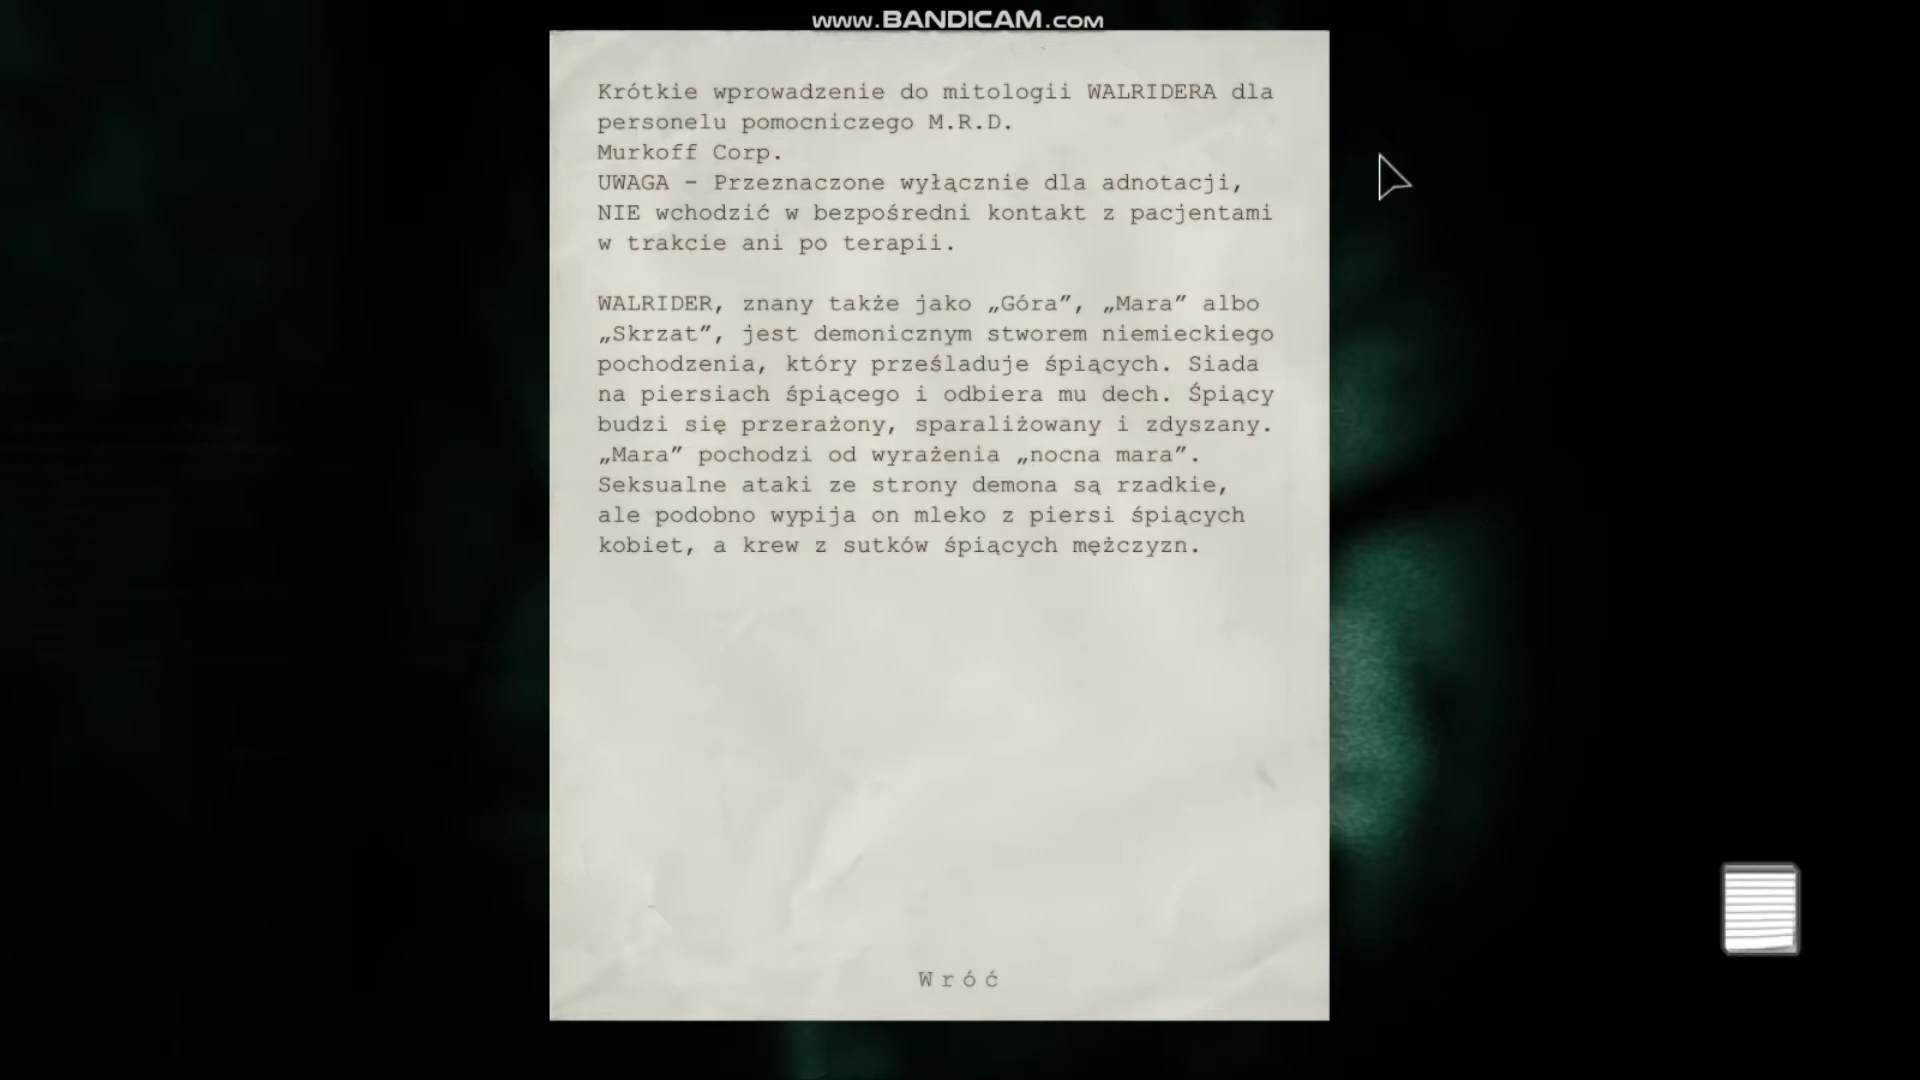 www.BANDICAM.com
Krótkie wprowadzenie do mitologii WALRIDERA dla
personelu pomocniczego M.R.D.
Murkoff Corp.
UWAGA - Przeznaczone wyłącznie dla adnotacji,
NIE wchodzić w bezpośredni kontakt z pacjentami
w trakcie ani po terapii.
WALRIDER, znany także jako „Góra”, „Mara” albo
„Skrzat”, jest demonicznym stworem niemieckiego
pochodzenia, który prześladuje śpiących. Siada
na piersiach śpiącego i odbiera mu dech. Śpiący
budzi się przerażony, sparaliżowany i zdyszany.
„Mara” pochodzi od wyrażenia „nocna mara”.
Seksualne ataki ze strony demona są rzadkie,
ale podobno wypija on mleko z piersi śpiących
kobiet, a krew z sutków śpiących mężczyzn.
Wróć